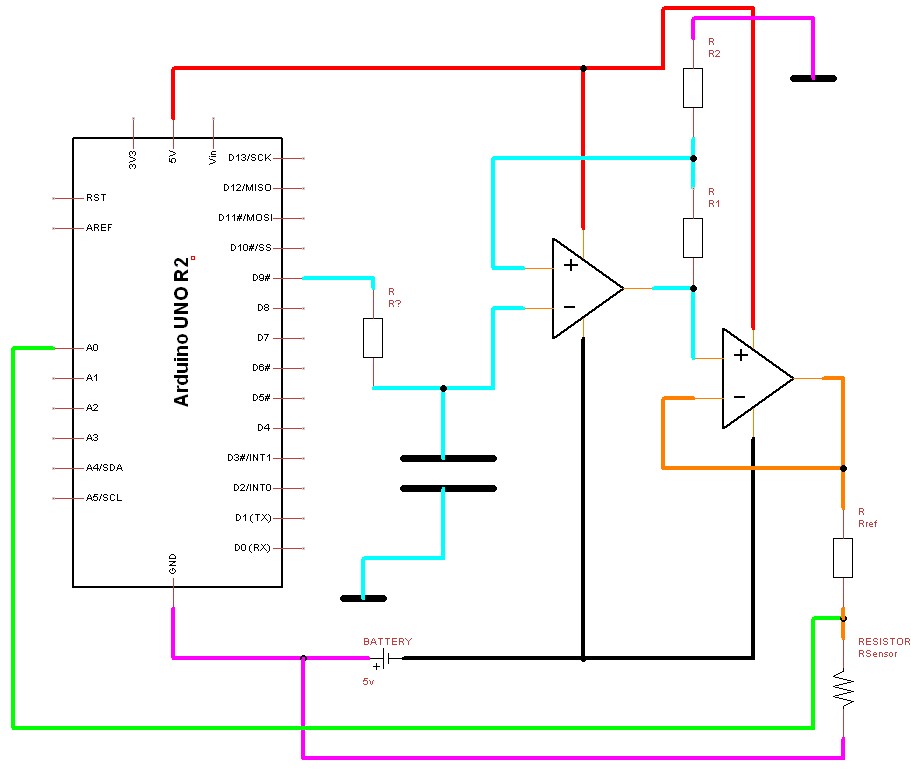 R
R2
3V3
5V
Vin
D13/SCK
D12/MISO
RST
D11#/MOSI
R
R1
AREF
D10#/SS
Arduino UNO R2
D9#
+
R
R?
D8
−
D7
A0
+
D6#
A1
D5#
−
A2
D4
A3
D3#/INT1
A4/SDA
D2/INT0
A5/SCL
D1(TX)
R
Rref
D0(RX)
GND
BATTERY
+
5v
RESISTOR
RSensor